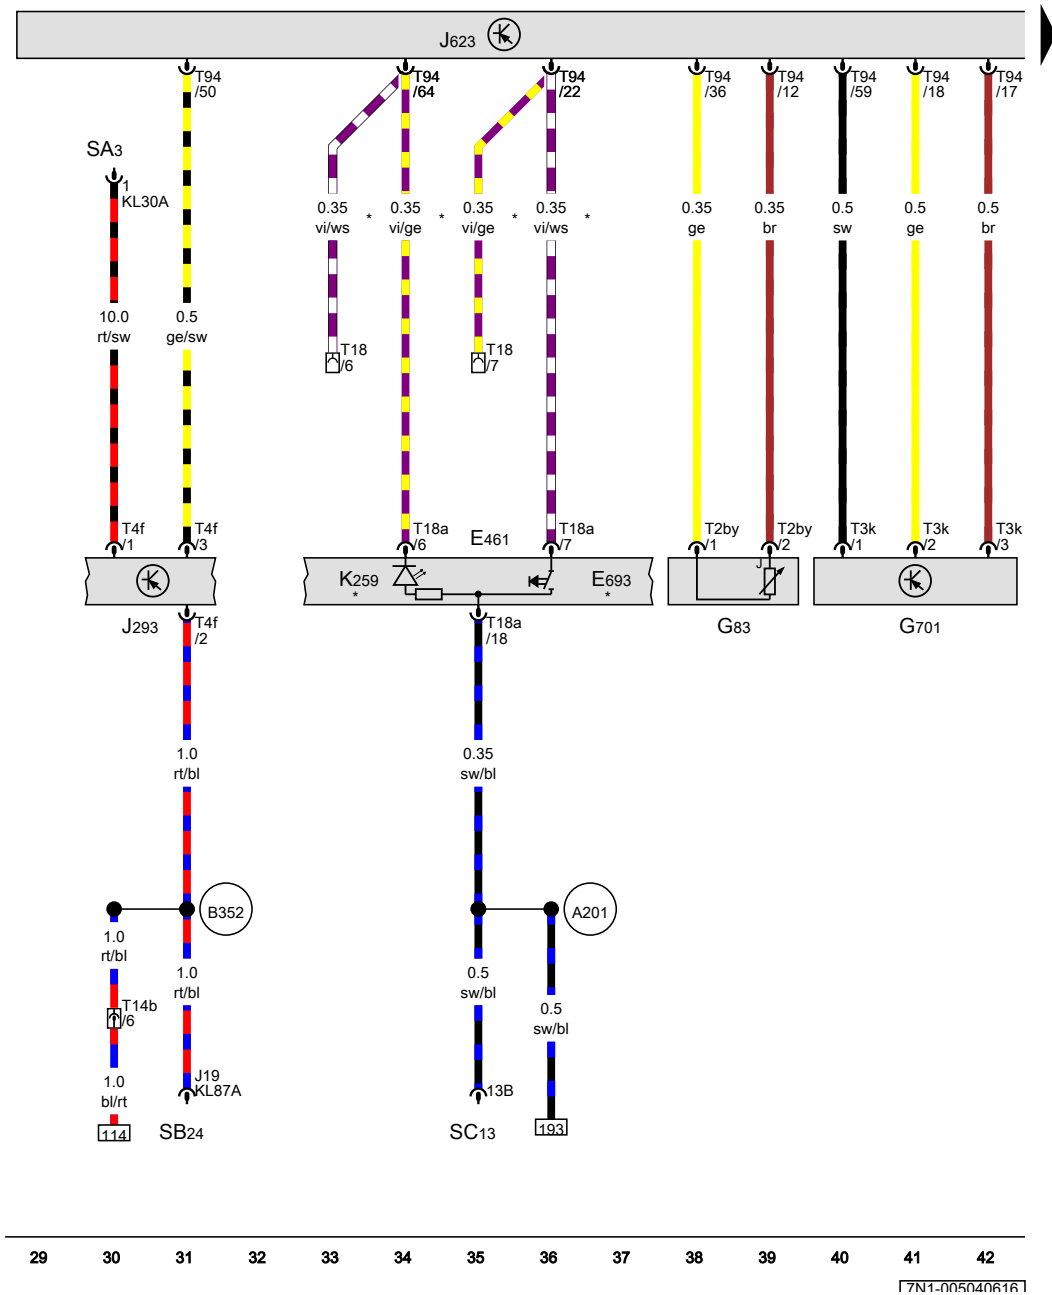 J623
T94 /50
T94 /64
T94 /22
T94 /36
T94 /12
T94 /59
T94 /18
T94 /17
SA3
1
KL30A
0.35 vi/ws
*
0.35 vi/ge
*
0.35 vi/ge
*
0.35 vi/ws
*
0.35 ge
0.35 br
0.5 sw
0.5 ge
0.5 br
10.0 rt/sw
0.5 ge/sw
T18 /6
T18 /7
T4f /1
T4f /3
T18a /6
E461
T18a /7
T2by /1
T2by /2
T3k /1
T3k /2
T3k /3
K259
*
E693
*
J
J293
T4f /2
T18a /18
G83
G701
1.0 rt/bl
0.35 sw/bl
B352
A201
1.0 rt/bl
1.0 rt/bl
0.5 sw/bl
0.5 sw/bl
T14b /6
1.0 bl/rt
J19
KL87A
13B
114
SB24
SC13
193
29 30 31 32 33 34 35 36 37 38 39 40 41 42
7N1-005040616